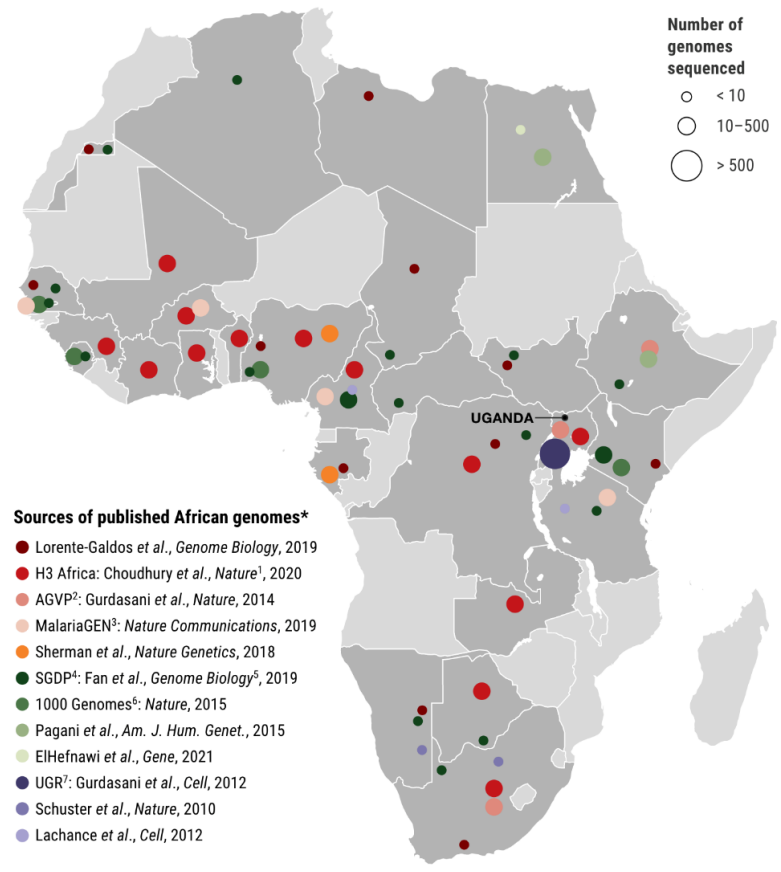 Number of
genomes
sequenced
< 10
10–500
> 500
UGANDA
Sources of published African genomes*
Lorente-Galdos et al., Genome Biology, 2019
H3 Africa: Choudhury et al., Nature¹, 2020
AGVP²: Gurdasani et al., Nature, 2014
MalariaGEN³: Nature Communications, 2019
Sherman et al., Nature Genetics, 2018
SGDP⁴: Fan et al., Genome Biology⁵, 2019
1000 Genomes⁶: Nature, 2015
Pagani et al., Am. J. Hum. Genet., 2015
ElHefnawi et al., Gene, 2021
UGR⁷: Gurdasani et al., Cell, 2012
Schuster et al., Nature, 2010
Lachance et al., Cell, 2012